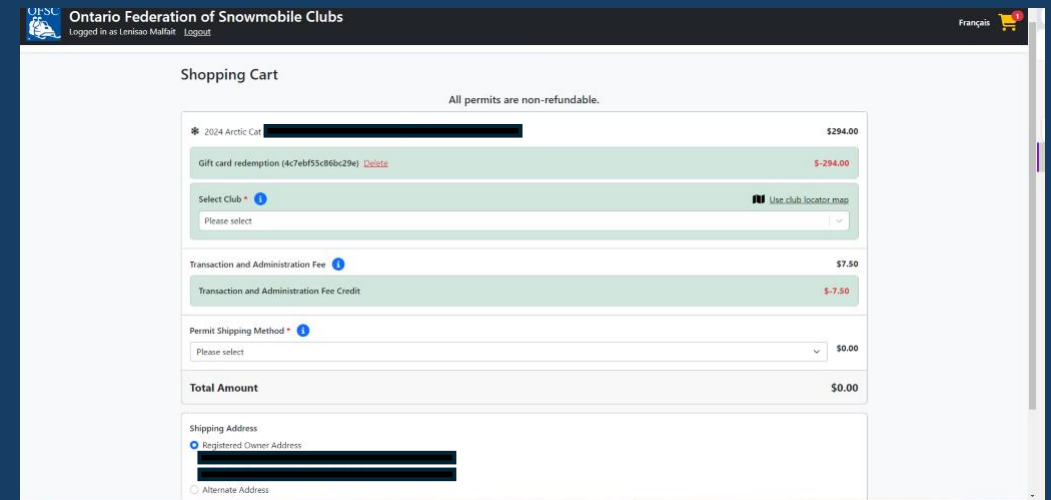 OFSC
Ontario Federation of Snowmobile Clubs
Logged in as Lenisao Malfait Logout
Français
1
Shopping Cart
All permits are non-refundable.
2024 Arctic Cat
$294.00
Gift card redemption (4c7ebf55c86bc29e) Delete
$-294.00
Select Club *
Use club locator map
Please select
Transaction and Administration Fee
$7.50
Transaction and Administration Fee Credit
$-7.50
Permit Shipping Method *
Please select
$0.00
Total Amount
$0.00
Shipping Address
Registered Owner Address
Alternate Address